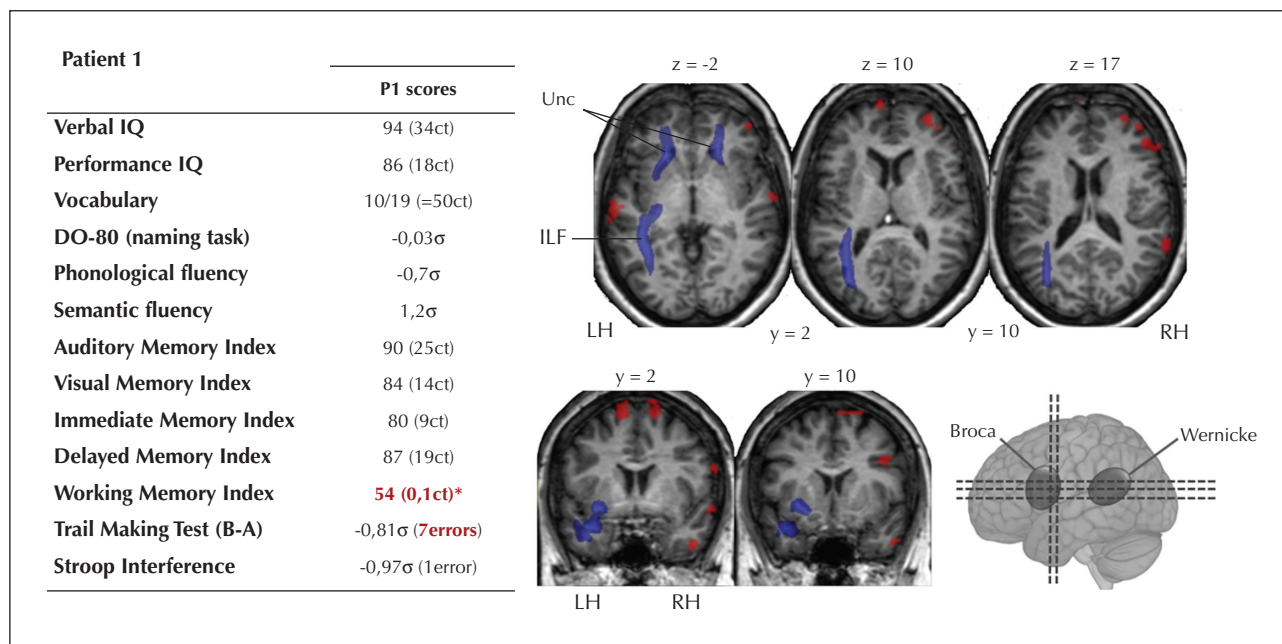 Patient 1
P1 scores
Verbal IQ 94 (34ct)
Performance IQ 86 (18ct)
Vocabulary 10/19 (=50ct)
DO-80 (naming task) -0,03σ
Phonological fluency -0,7σ
Semantic fluency 1,2σ
Auditory Memory Index 90 (25ct)
Visual Memory Index 84 (14ct)
Immediate Memory Index 80 (9ct)
Delayed Memory Index 87 (19ct)
Working Memory Index 54 (0,1ct)*
Trail Making Test (B-A) -0,81σ (7errors)
Stroop Interference -0,97σ (1error)
z = -2 z = 10 z = 17
Unc
ILF
LH y = 2 y = 10 RH
y = 2 y = 10
LH RH
Broca Wernicke